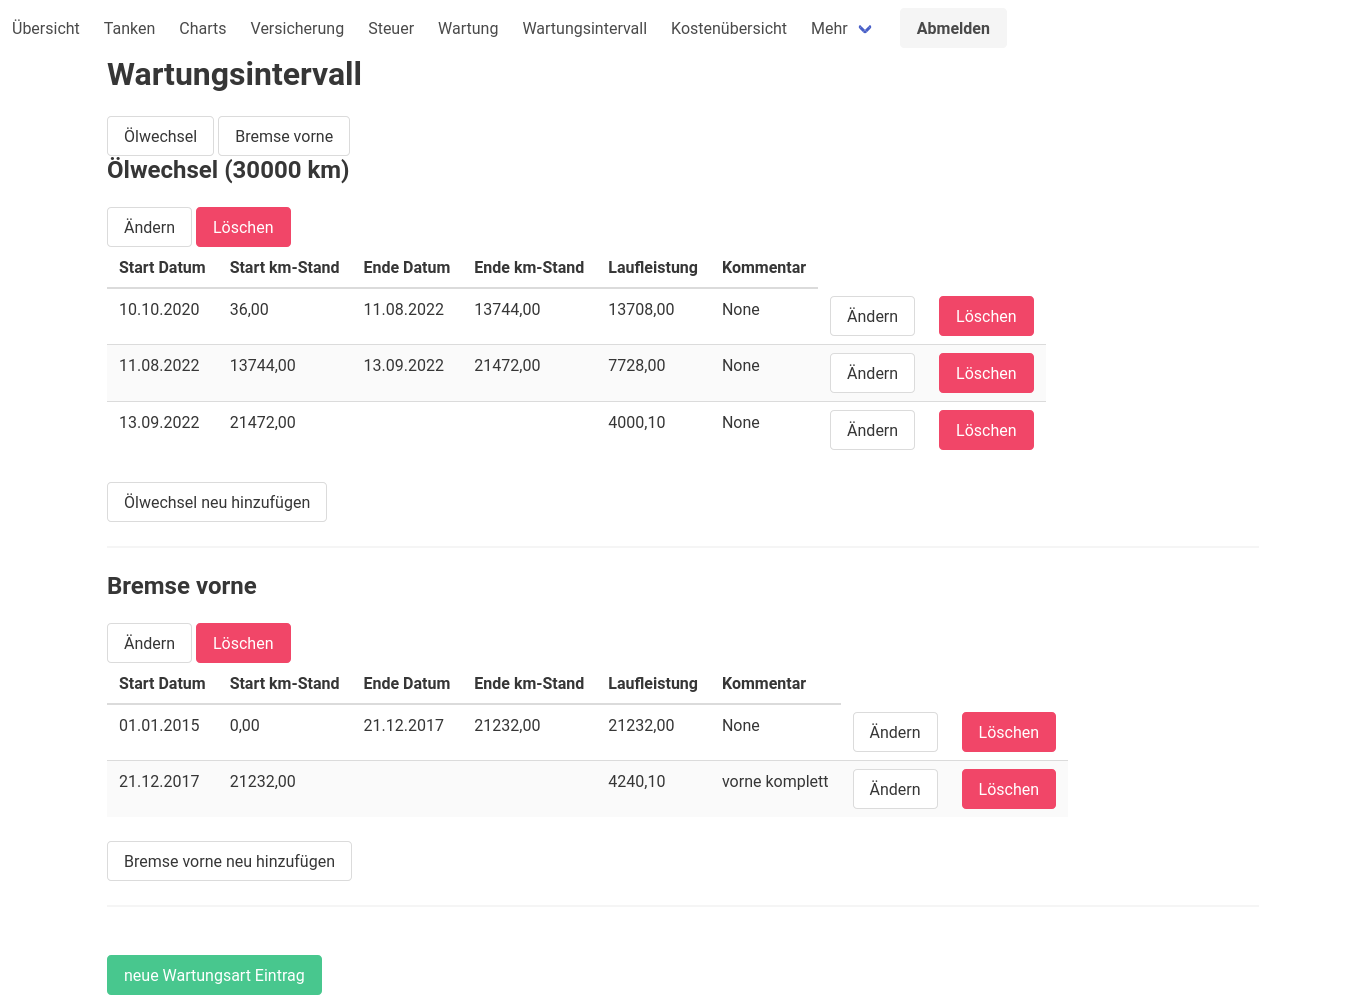 Übersicht Tanken Charts Versicherung Steuer Wartung Wartungsintervall Kostenübersicht Mehr Abmelden
Wartungsintervall
Ölwechsel Bremse vorne
Ölwechsel (30000 km)
Ändern Löschen
Start Datum Start km-Stand Ende Datum Ende km-Stand Laufleistung Kommentar
10.10.2020 36,00 11.08.2022 13744,00 13708,00 None Ändern Löschen
11.08.2022 13744,00 13.09.2022 21472,00 7728,00 None Ändern Löschen
13.09.2022 21472,00 4000,10 None Ändern Löschen
Ölwechsel neu hinzufügen
Bremse vorne
Ändern Löschen
Start Datum Start km-Stand Ende Datum Ende km-Stand Laufleistung Kommentar
01.01.2015 0,00 21.12.2017 21232,00 21232,00 None Ändern Löschen
21.12.2017 21232,00 4240,10 vorne komplett Ändern Löschen
Bremse vorne neu hinzufügen
neue Wartungsart Eintrag